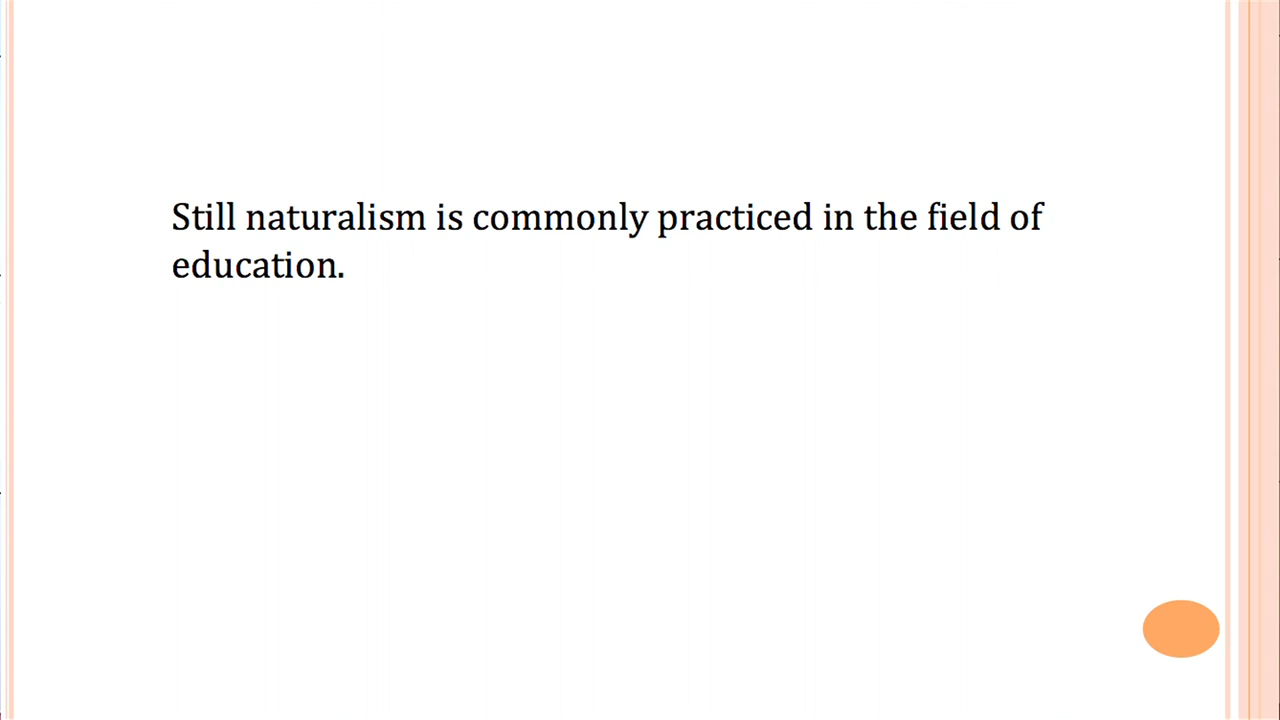 Still naturalism is commonly practiced in the field of
education.